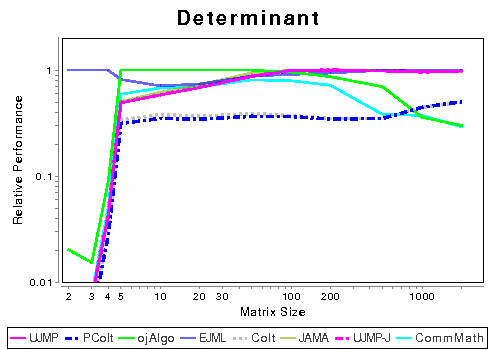 Determinant
Relative Performance
1
0.1
0.01
2 3 4 5 10 20 30 100 200 1000
Matrix Size
UJMP PColt ojAlgo EJML Colt JAMA UJMP-J CommMath